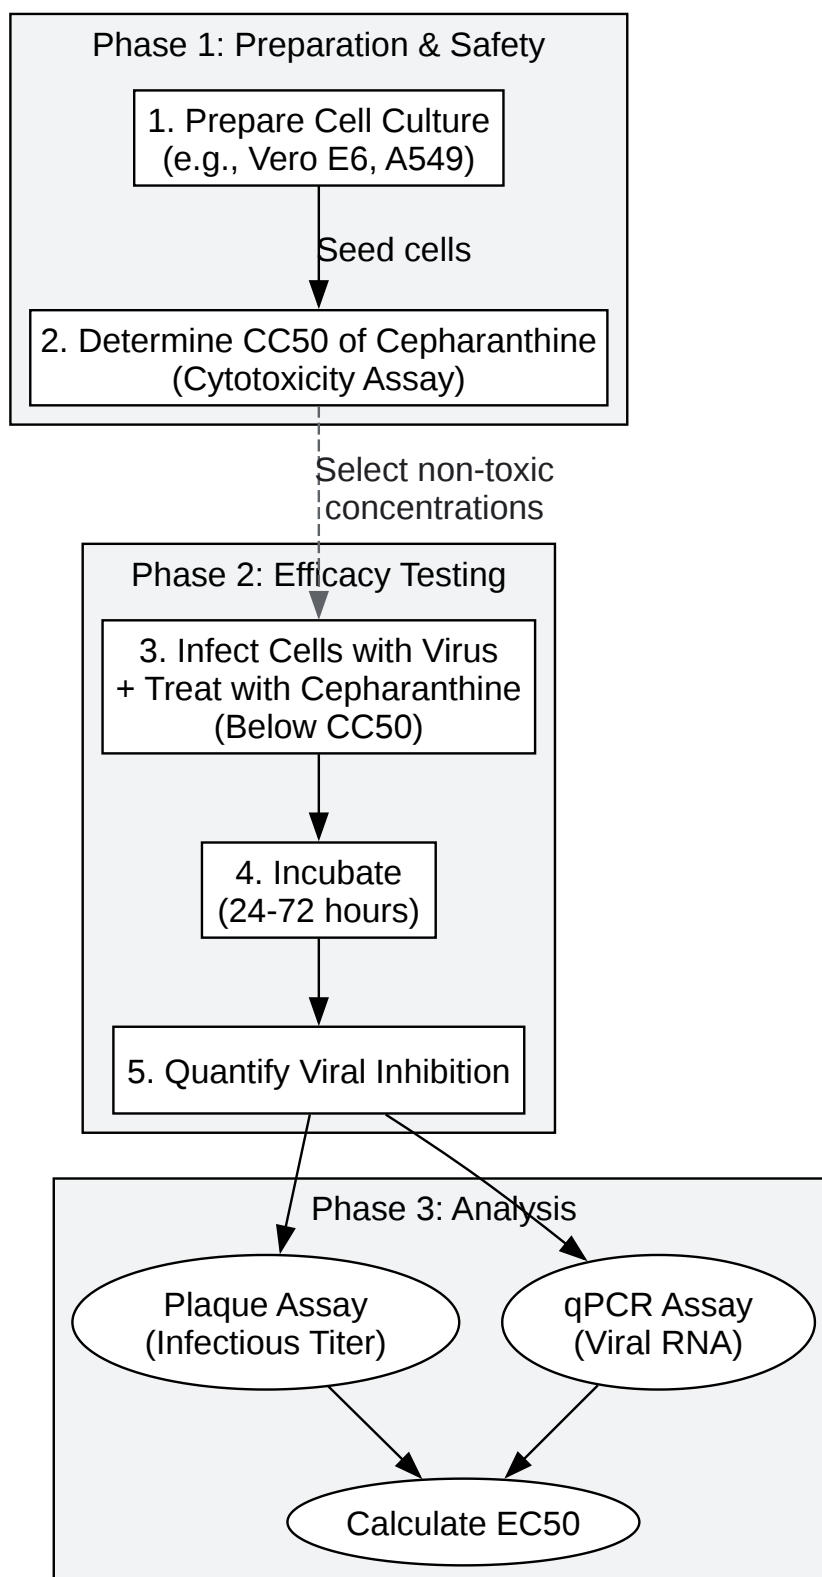 Phase 1: Preparation & Safety
1. Prepare Cell Culture
(e.g., Vero E6, A549)
Seed cells
2. Determine CC50 of Cepharanthine
(Cytotoxicity Assay)
Select non-toxic
concentrations
Phase 2: Efficacy Testing
3. Infect Cells with Virus
+ Treat with Cepharanthine
(Below CC50)
4. Incubate
(24-72 hours)
5. Quantify Viral Inhibition
Phase 3: Analysis
Plaque Assay
(Infectious Titer)
qPCR Assay
(Viral RNA)
Calculate EC50